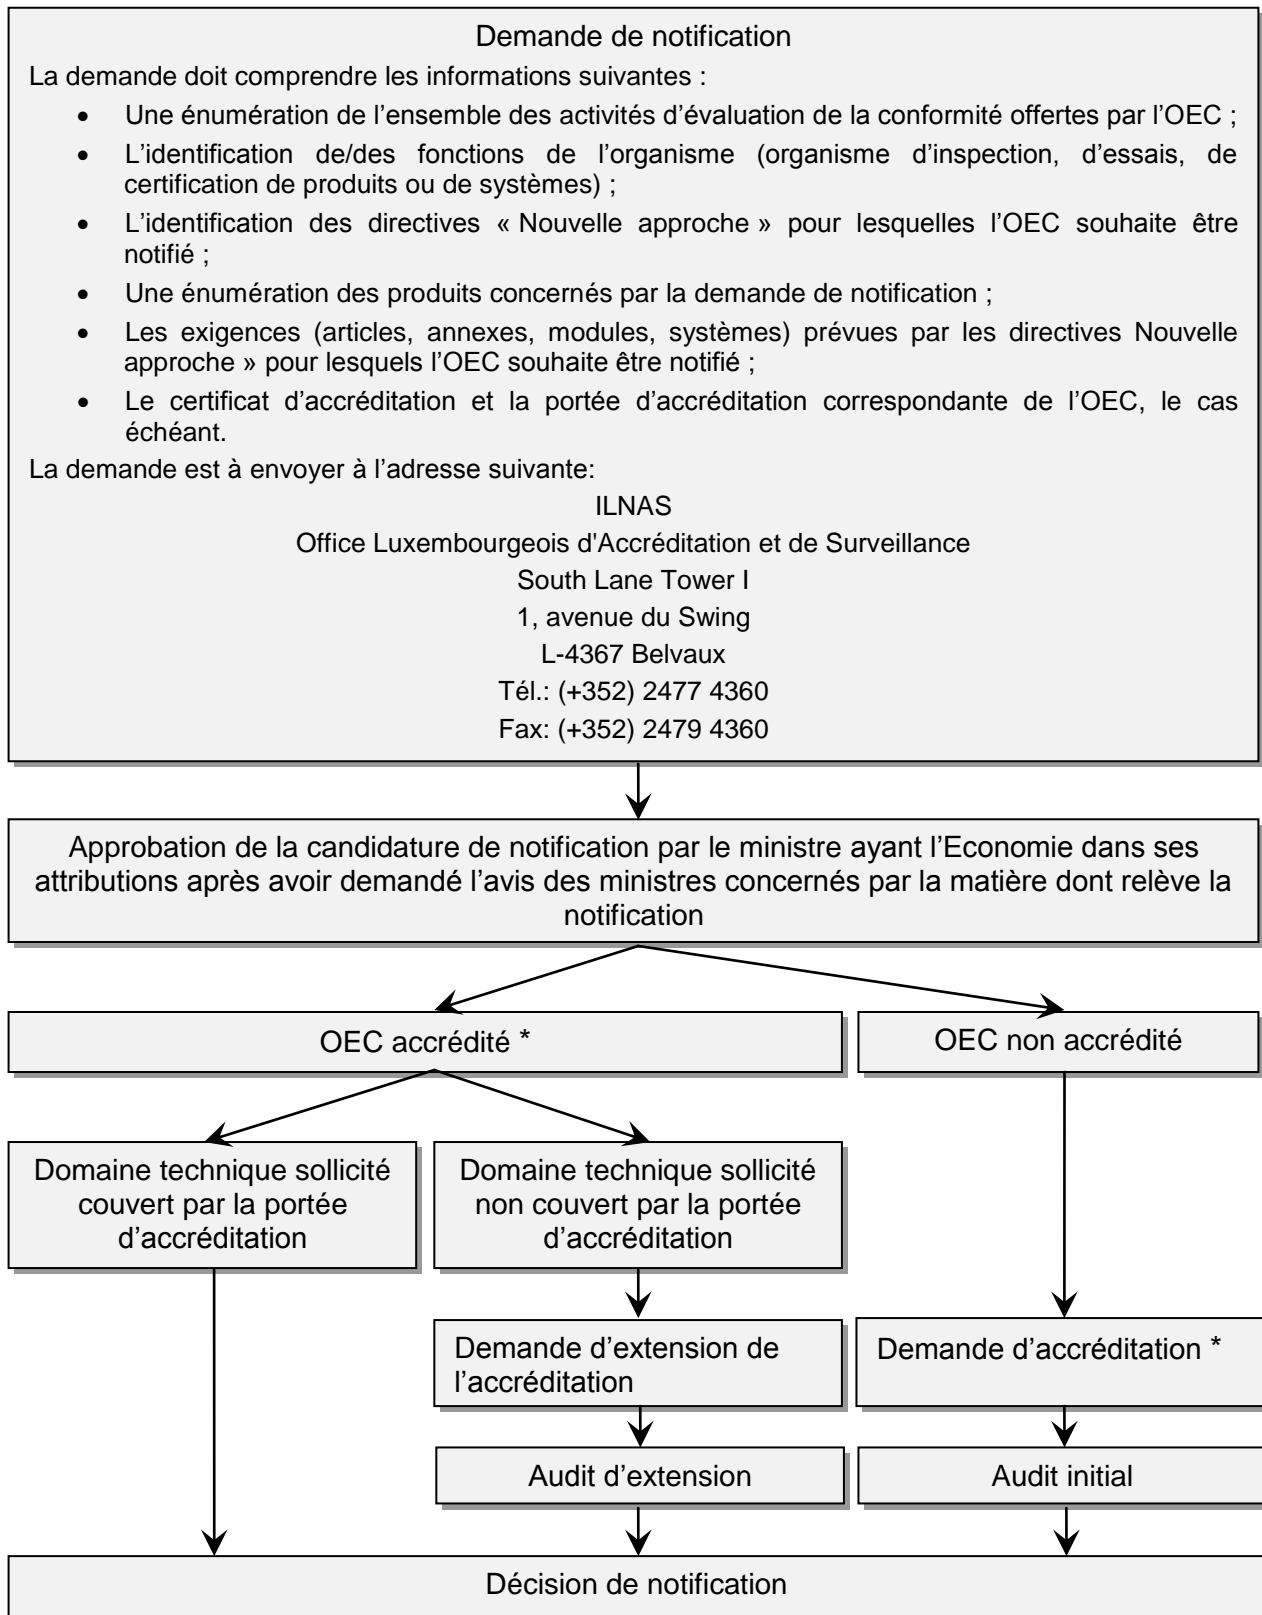 Demande de notification
La demande doit comprendre les informations suivantes :
• Une énumération de l’ensemble des activités d’évaluation de la conformité offertes par l’OEC ;
• L’identification de/des fonctions de l’organisme (organisme d’inspection, d’essais, de
certification de produits ou de systèmes) ;
• L’identification des directives « Nouvelle approche » pour lesquelles l’OEC souhaite être
notifié ;
• Une énumération des produits concernés par la demande de notification ;
• Les exigences (articles, annexes, modules, systèmes) prévues par les directives Nouvelle
approche » pour lesquels l’OEC souhaite être notifié ;
• Le certificat d’accréditation et la portée d’accréditation correspondante de l’OEC, le cas
échéant.
La demande est à envoyer à l’adresse suivante:
ILNAS
Office Luxembourgeois d'Accréditation et de Surveillance
South Lane Tower I
1, avenue du Swing
L-4367 Belvaux
Tél.: (+352) 2477 4360
Fax: (+352) 2479 4360
Approbation de la candidature de notification par le ministre ayant l’Economie dans ses
attributions après avoir demandé l’avis des ministres concernés par la matière dont relève la
notification
OEC accrédité *
OEC non accrédité
Domaine technique sollicité
couvert par la portée
d’accréditation
Domaine technique sollicité
non couvert par la portée
d’accréditation
Demande d’extension de
l’accréditation
Demande d’accréditation *
Audit d’extension
Audit initial
Décision de notification